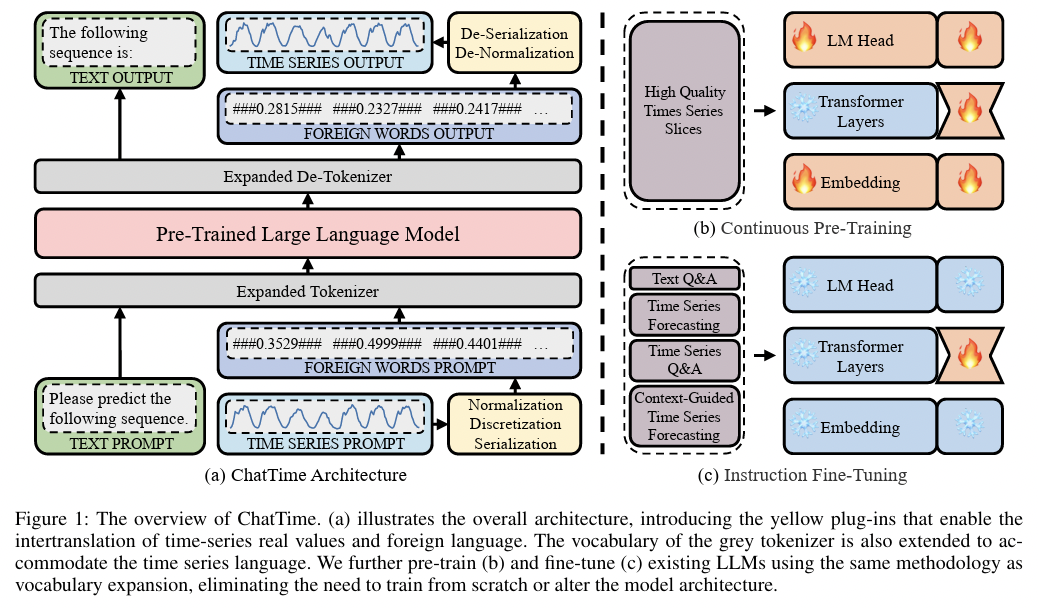 The following
sequence is:
TEXT OUTPUT
TIME SERIES OUTPUT
De-Serialization
De-Normalization
###0.2815### ###0.2327### ###0.2417### ...
FOREIGN WORDS OUTPUT
Expanded De-Tokenizer
Pre-Trained Large Language Model
Expanded Tokenizer
###0.3529### ###0.4999### ###0.4401### ...
FOREIGN WORDS PROMPT
Please predict the
following sequence.
TEXT PROMPT
TIME SERIES PROMPT
Normalization
Discretization
Serialization
(a) ChatTime Architecture
High Quality
Times Series
Slices
LM Head
Transformer
Layers
Embedding
(b) Continuous Pre-Training
Text Q&A
Time Series
Forecasting
Time Series
Q&A
Context-Guided
Time Series
Forecasting
LM Head
Transformer
Layers
Embedding
(c) Instruction Fine-Tuning
Figure 1: The overview of ChatTime. (a) illustrates the overall architecture, introducing the yellow plug-ins that enable the
intertranslation of time-series real values and foreign language. The vocabulary of the grey tokenizer is also extended to ac-
commodate the time series language. We further pre-train (b) and fine-tune (c) existing LLMs using the same methodology as
vocabulary expansion, eliminating the need to train from scratch or alter the model architecture.